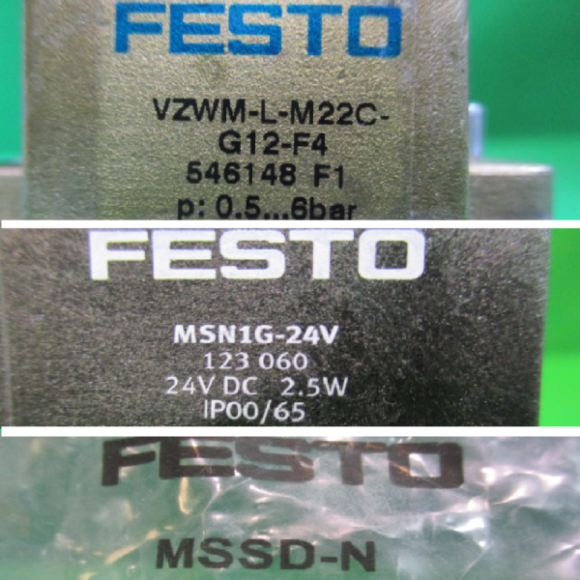 FESTO
VZWM-L-M22C-
G12-F4
546148 F1
p: 0.5...6bar
FESTO
MSN1G-24V
123 060
24V DC 2.5W
IP00/65
FESTO
MSSD-N